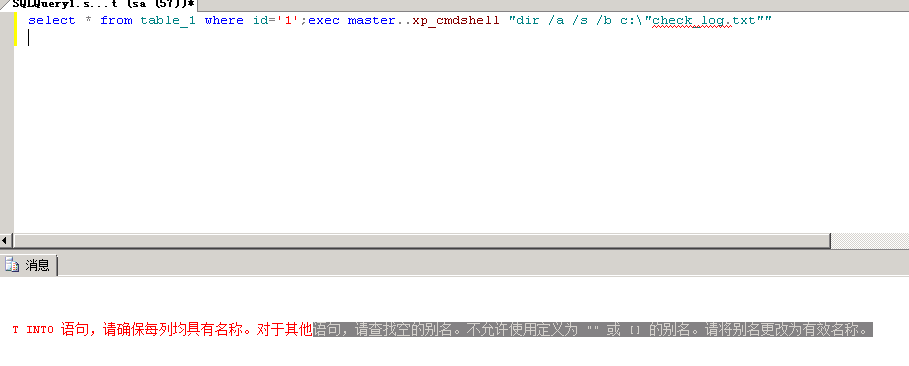 SQLQuery1.s...t (sa (57))*
select * from table_1 where id='1';exec master..xp_cmdshell "dir /a /s /b c:\"check_log.txt""
消息
T INTO 语句，请确保每列均具有名称。对于其他语句，请查找空的别名。不允许使用定义为 "" 或 [] 的别名。请将别名更改为有效名称。